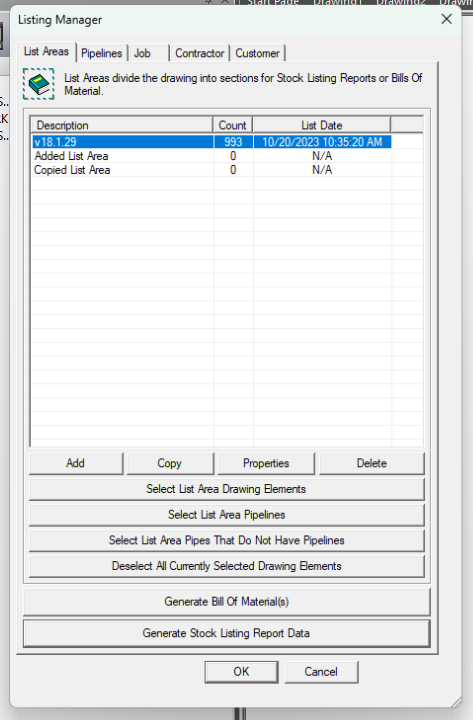 Start Page Drawing1 Drawing2
Listing Manager
List Areas Pipelines Job Contractor Customer
List Areas divide the drawing into sections for Stock Listing Reports or Bills Of
Material.
Description Count List Date
v18.1.29 993 10/20/2023 10:35:20 AM
Added List Area 0 N/A
Copied List Area 0 N/A
Add Copy Properties Delete
Select List Area Drawing Elements
Select List Area Pipelines
Select List Area Pipes That Do Not Have Pipelines
Deselect All Currently Selected Drawing Elements
Generate Bill Of Material(s)
Generate Stock Listing Report Data
OK Cancel